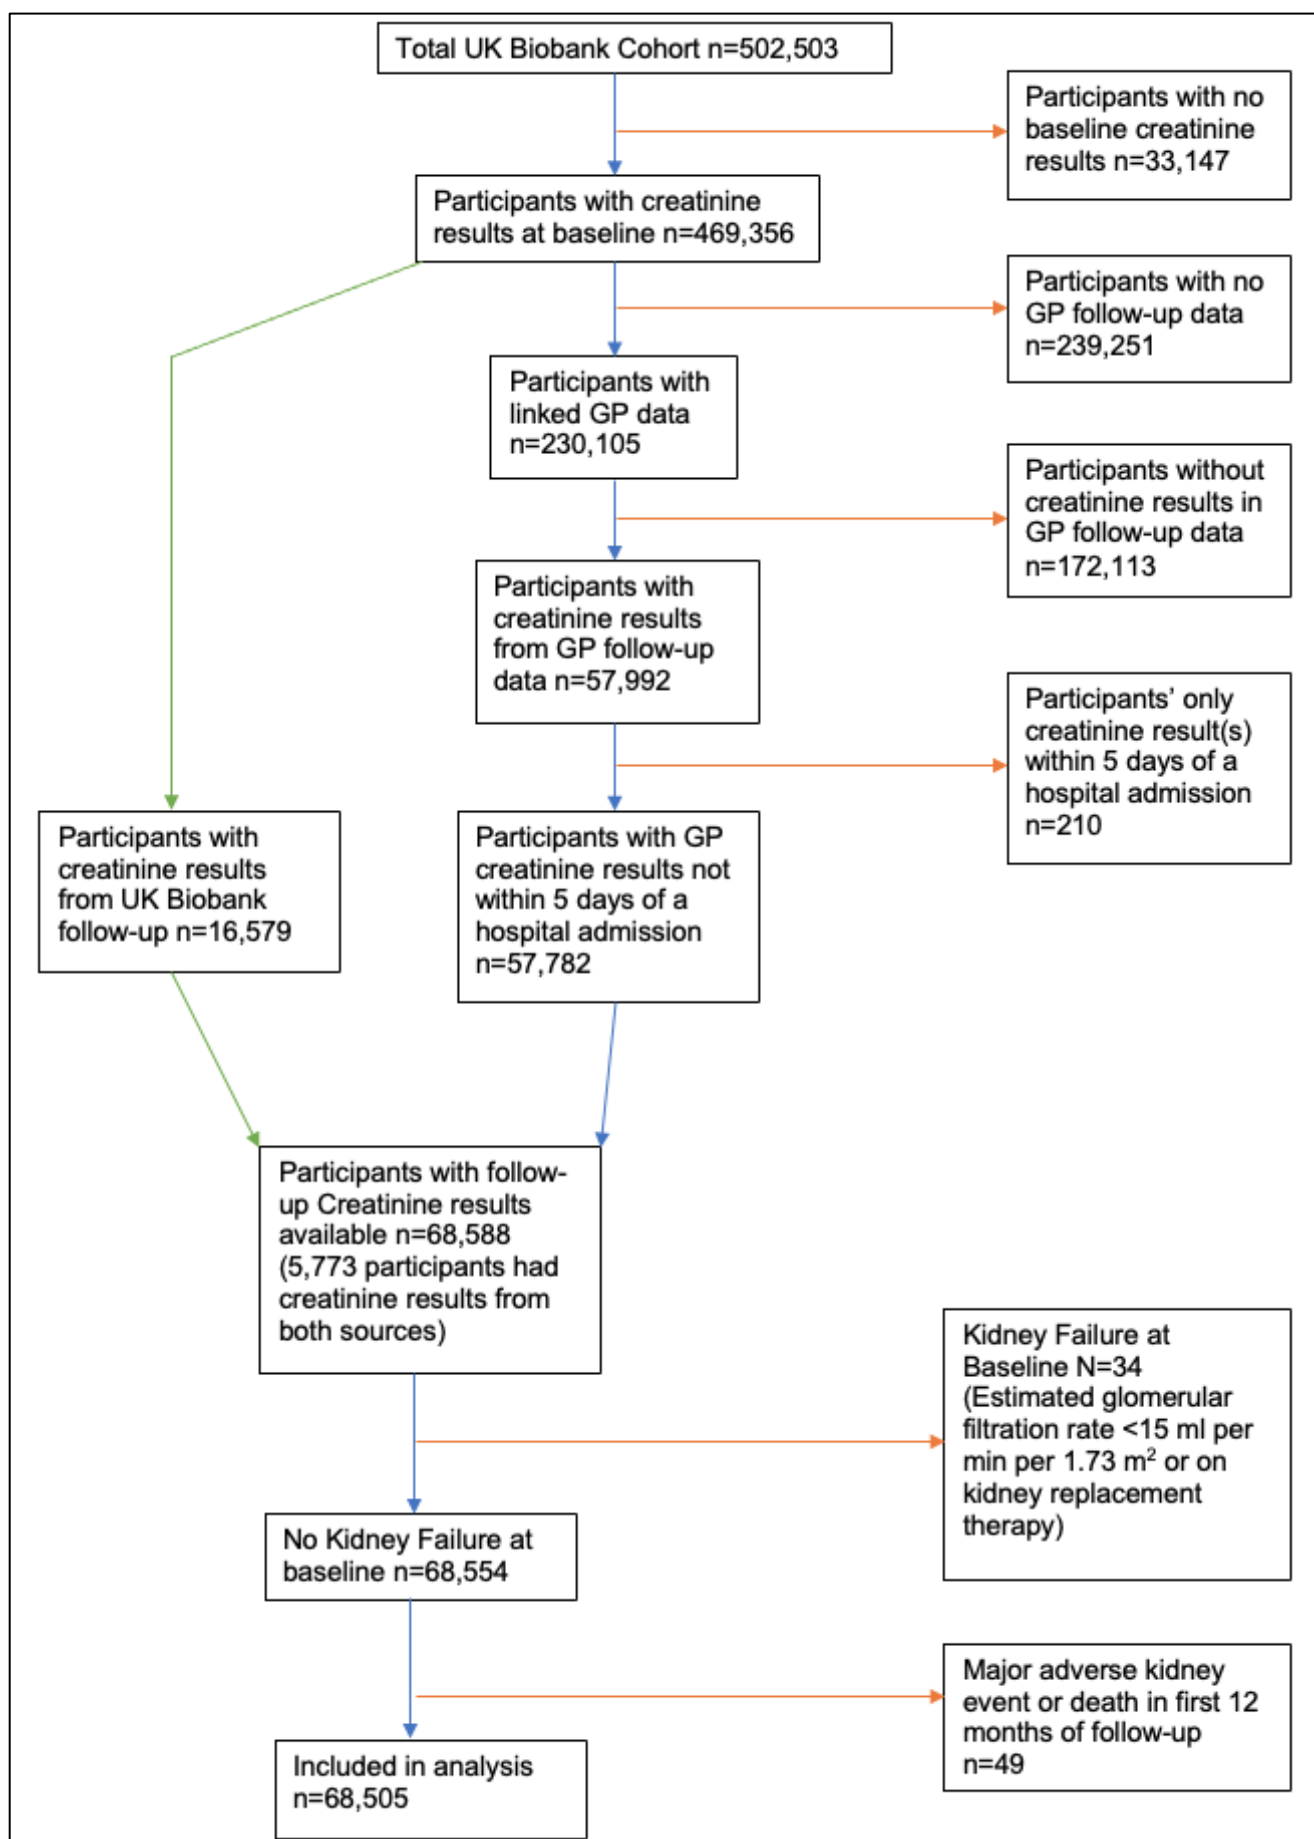 Total UK Biobank Cohort n=502,503
Participants with no
baseline creatinine
results n=33,147
Participants with creatinine
results at baseline n=469,356
Participants with no
GP follow-up data
n=239,251
Participants with
linked GP data
n=230,105
Participants without
creatinine results in
GP follow-up data
n=172,113
Participants with
creatinine results
from GP follow-up
data n=57,992
Participants’ only
creatinine result(s)
within 5 days of a
hospital admission
n=210
Participants with
creatinine results
from UK Biobank
follow-up n=16,579
Participants with GP
creatinine results not
within 5 days of a
hospital admission
n=57,782
Participants with follow-
up Creatinine results
available n=68,588
(5,773 participants had
creatinine results from
both sources)
Kidney Failure at
Baseline N=34
(Estimated glomerular
filtration rate <15 ml per
min per 1.73 m² or on
kidney replacement
therapy)
No Kidney Failure at
baseline n=68,554
Major adverse kidney
event or death in first 12
months of follow-up
n=49
Included in analysis
n=68,505